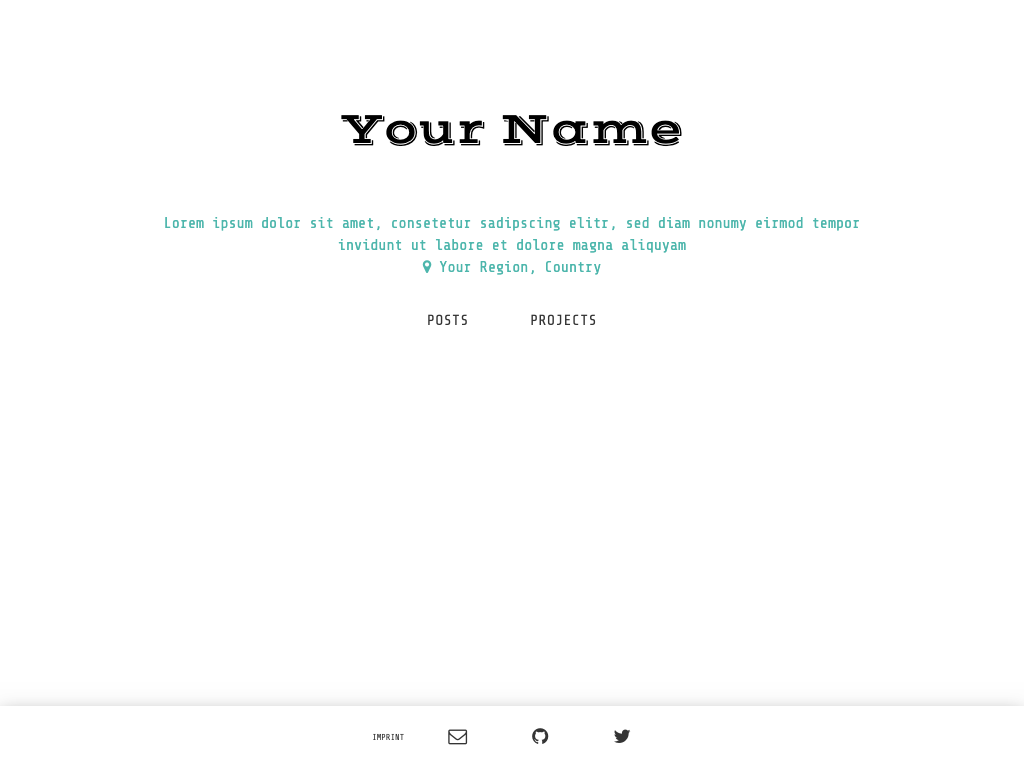 Your Name
Lorem ipsum dolor sit amet, consetetur sadipscing elitr, sed diam nonumy eirmod tempor
invidunt ut labore et dolore magna aliquyam
Your Region, Country
POSTS PROJECTS
IMPRINT